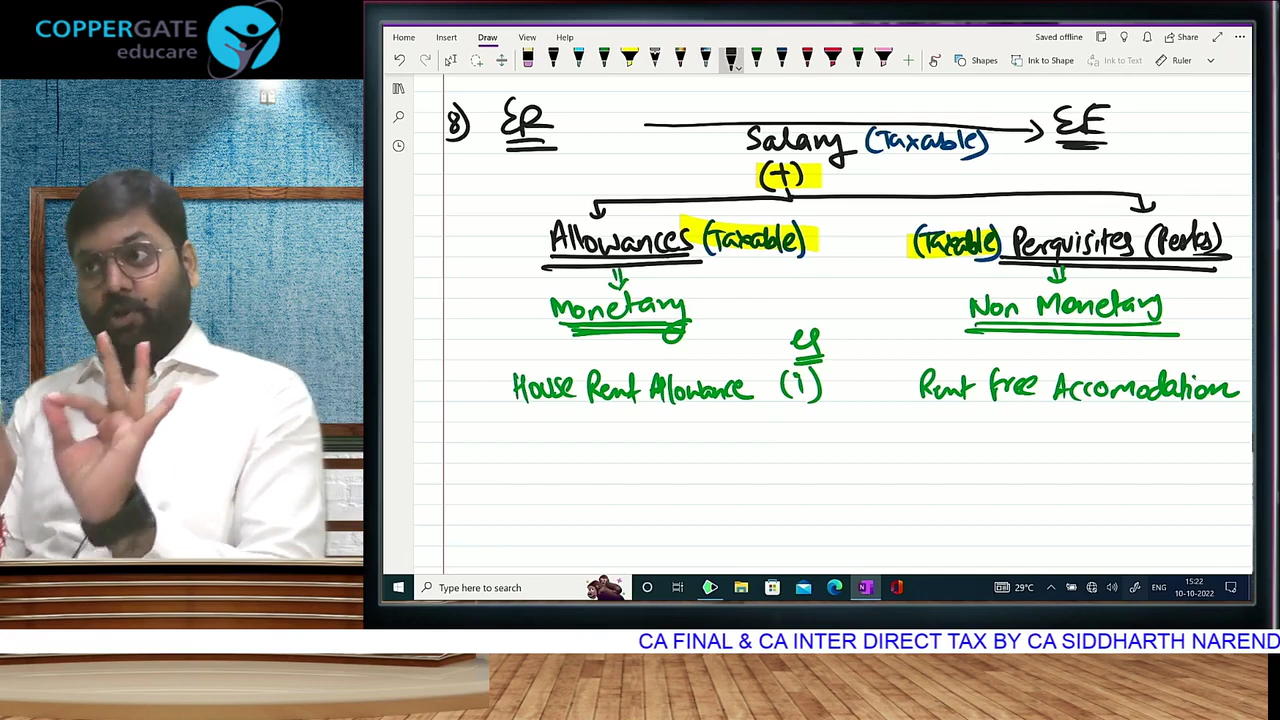 COPPERGATE
educare
Home Insert Draw View Help
Saved offline
Share
Shapes
Ink to Shape
Ink to Text
Ruler
8) ER EE
Salary (Taxable)
(+)
Allowances (Taxable) (Taxable) Perquisites (Perks)
Monetary Non Monetary
eg
House Rent Allowance (i) Rent free Accomodation
Type here to search
29°C
ENG
15:22
10-10-2022
CA FINAL & CA INTER DIRECT TAX BY CA SIDDHARTH NAREND